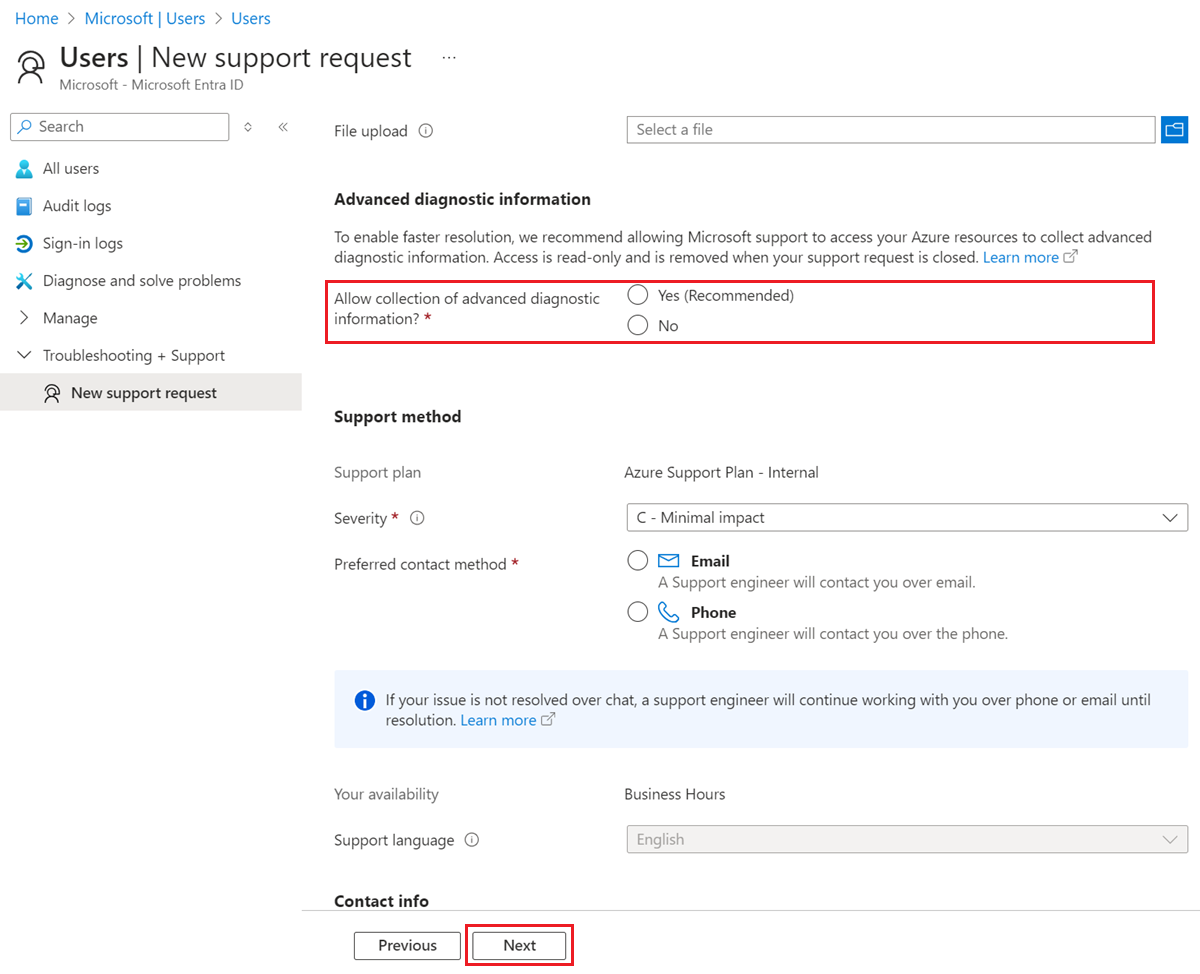 Home > Microsoft | Users > Users
Users | New support request ...
Microsoft - Microsoft Entra ID
Search
All users
Audit logs
Sign-in logs
Diagnose and solve problems
Manage
Troubleshooting + Support
New support request
File upload
Select a file
Advanced diagnostic information
To enable faster resolution, we recommend allowing Microsoft support to access your Azure resources to collect advanced
diagnostic information. Access is read-only and is removed when your support request is closed. Learn more
Allow collection of advanced diagnostic
information? *
Yes (Recommended)
No
Support method
Support plan
Azure Support Plan - Internal
Severity *
C - Minimal impact
Preferred contact method *
Email
A Support engineer will contact you over email.
Phone
A Support engineer will contact you over the phone.
If your issue is not resolved over chat, a support engineer will continue working with you over phone or email until
resolution. Learn more
Your availability
Business Hours
Support language
English
Contact info
Previous
Next